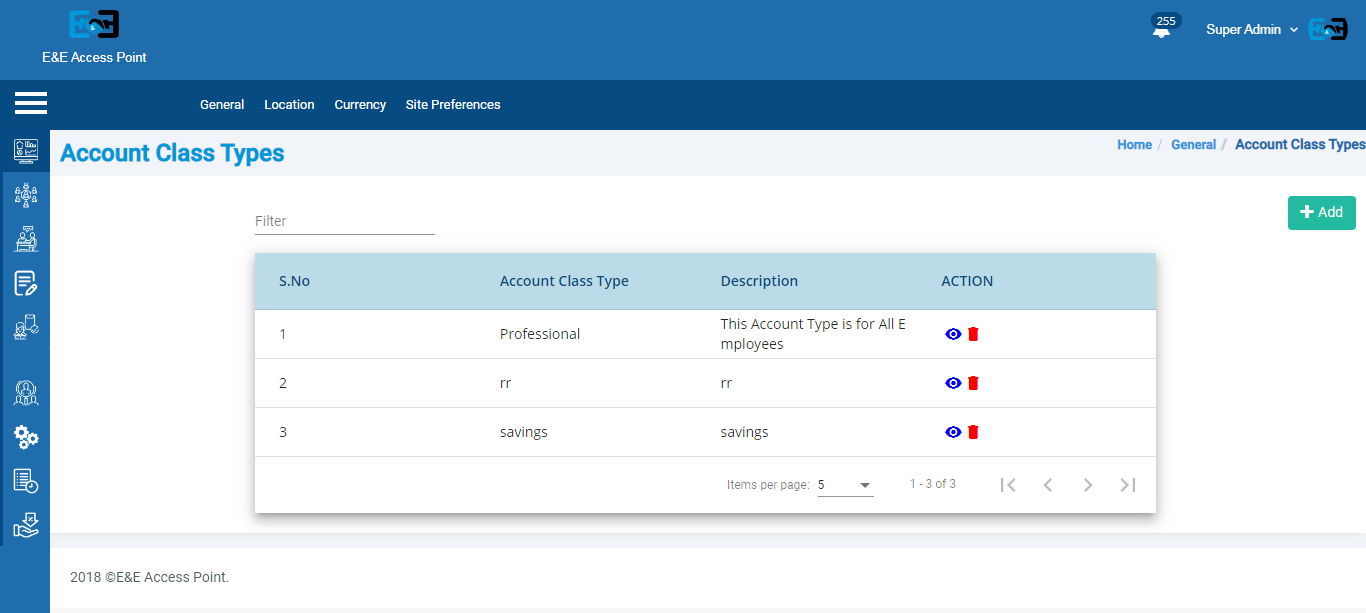 E&E
255
Super Admin
E&E
E&E Access Point
General Location Currency Site Preferences
Account Class Types
Home / General / Account Class Types
Filter
Add
S.No Account Class Type Description ACTION
1 Professional This Account Type is for All E
mployees
2 rr rr
3 savings savings
Items per page: 5 1 - 3 of 3
2018 ©E&E Access Point.